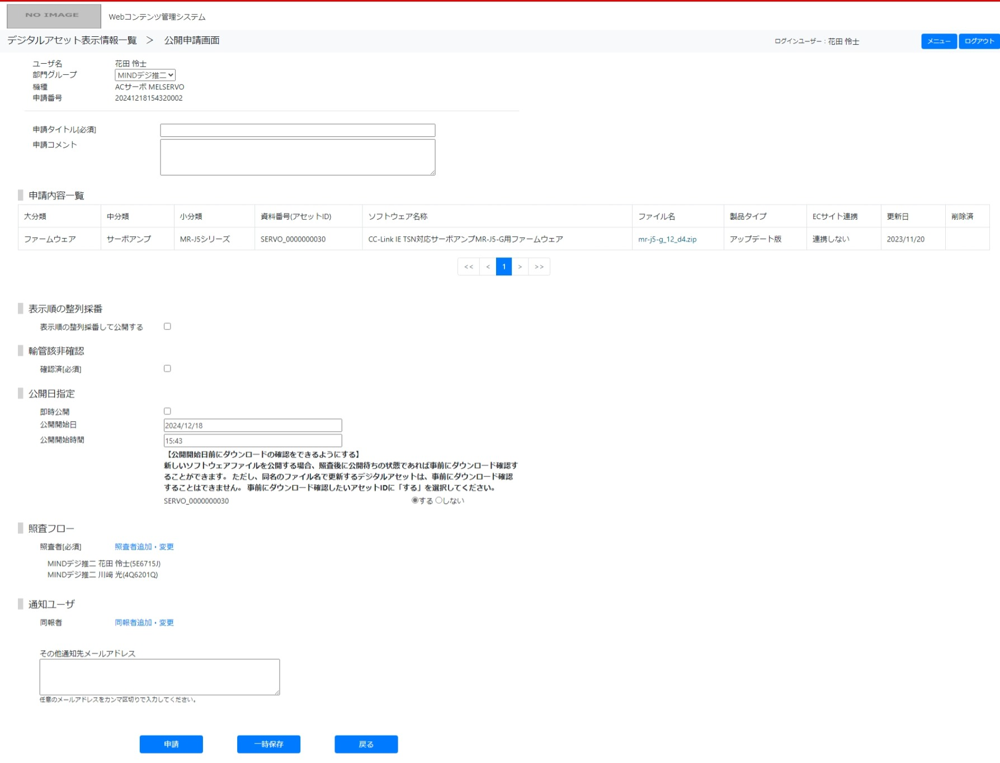 NO IMAGE
Webコンテンツ管理システム
デジタルアセット表示情報一覧 > 公開申請画面
ログインユーザー：花田 怜士
メニュー
ログアウト
ユーザ名 花田 怜士
部門グループ MINDデジ推二
機種 ACサーボ MELSERVO
申請番号 20241218154320002
申請タイトル[必須]
申請コメント
申請内容一覧
大分類 中分類 小分類 資料番号(アセットID) ソフトウェア名称 ファイル名 製品タイプ ECサイト連携 更新日 削除済
ファームウェア サーボアンプ MR-J5シリーズ SERVO_0000000030 CC-Link IE TSN対応サーボアンプMR-J5-G用ファームウェア mr-j5-g_12_d4.zip アップデート版 連携しない 2023/11/20
<< < 1 > >>
表示順の整列採番
表示順の整列採番して公開する
輸管該非確認
確認済[必須]
公開日指定
即時公開
公開開始日 2024/12/18
公開開始時間 15:43
【公開開始日前にダウンロードの確認をできるようにする】
新しいソフトウェアファイルを公開する場合、照査後に公開待ちの状態であれば事前にダウンロード確認す
ることができます。 ただし、同名のファイル名で更新するデジタルアセットは、事前にダウンロード確認
することはできません。 事前にダウンロード確認したいアセットIDに「する」を選択してください。
SERVO_0000000030 する しない
照査フロー
照査者[必須] 照査者追加・変更
MINDデジ推二 花田 怜士(5E6715J)
MINDデジ推二 川﨑 光(4Q6201Q)
通知ユーザ
同報者 同報者追加・変更
その他通知先メールアドレス
任意のメールアドレスをカンマ区切りで入力してください。
申請 一時保存 戻る